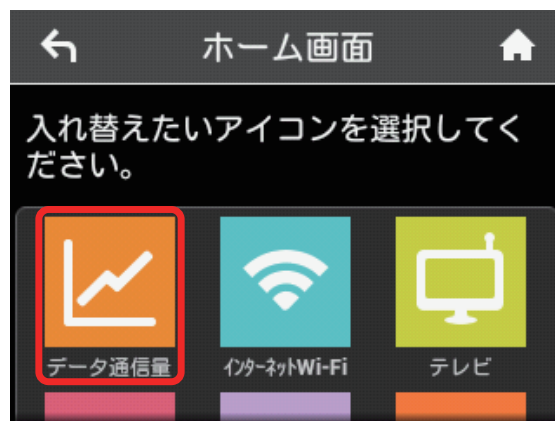 ホーム画面
入れ替えたいアイコンを選択してく
ださい。
データ通信量
インターネットWi-Fi
テレビ